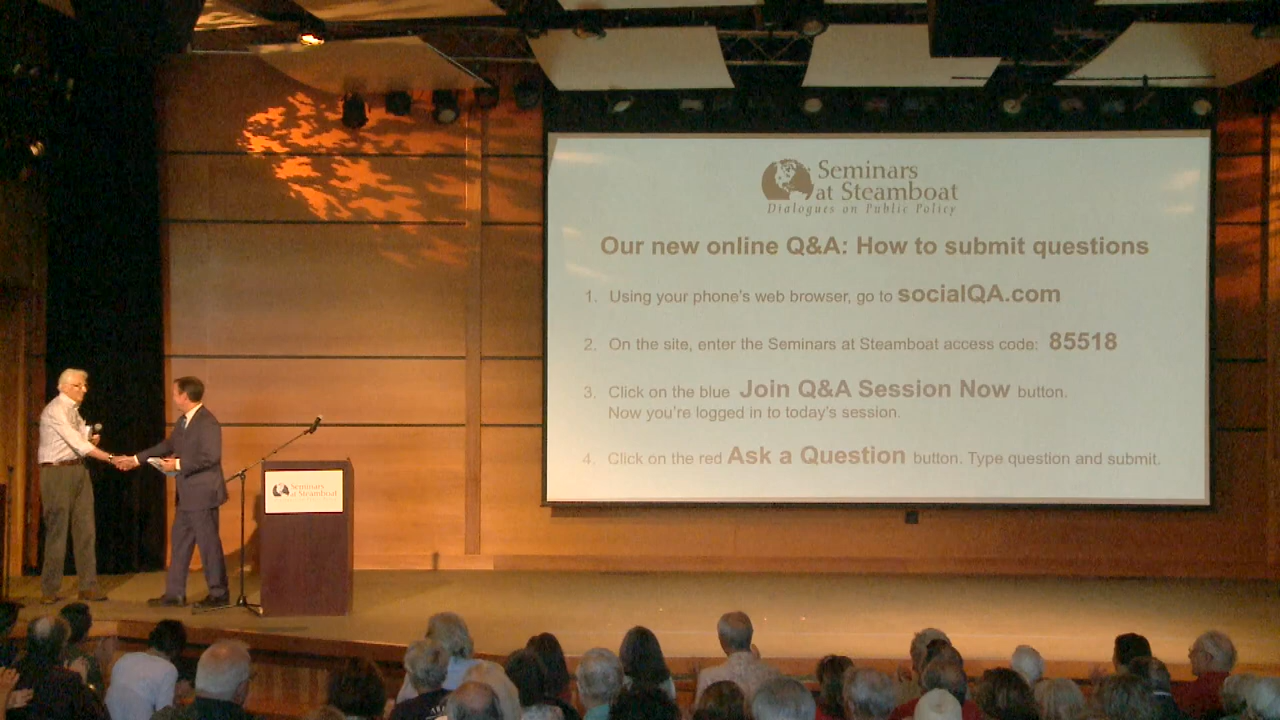 Seminars
at Steamboat
Dialogues on Public Policy
Our new online Q&A: How to submit questions
1. Using your phone's web browser, go to socialQA.com
2. On the site, enter the Seminars at Steamboat access code: 85518
3. Click on the blue Join Q&A Session Now button.
Now you're logged in to today's session.
4. Click on the red Ask a Question button. Type question and submit.
Seminars
at Steamboat